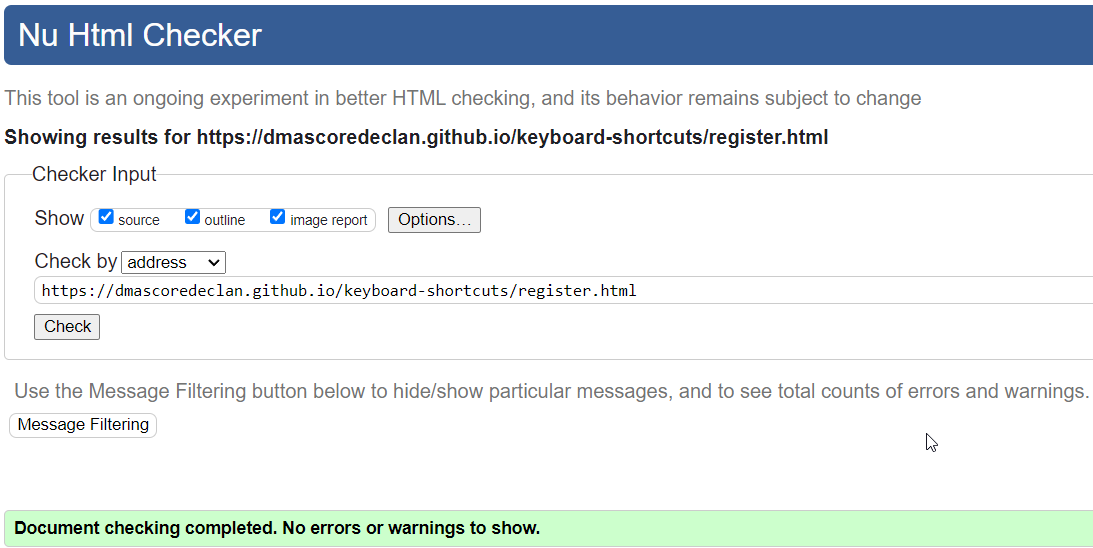 Nu Html Checker
This tool is an ongoing experiment in better HTML checking, and its behavior remains subject to change
Showing results for https://dmascoredeclan.github.io/keyboard-shortcuts/register.html
Checker Input
Show source outline image report Options...
Check by address
https://dmascoredeclan.github.io/keyboard-shortcuts/register.html
Check
Use the Message Filtering button below to hide/show particular messages, and to see total counts of errors and warnings.
Message Filtering
Document checking completed. No errors or warnings to show.